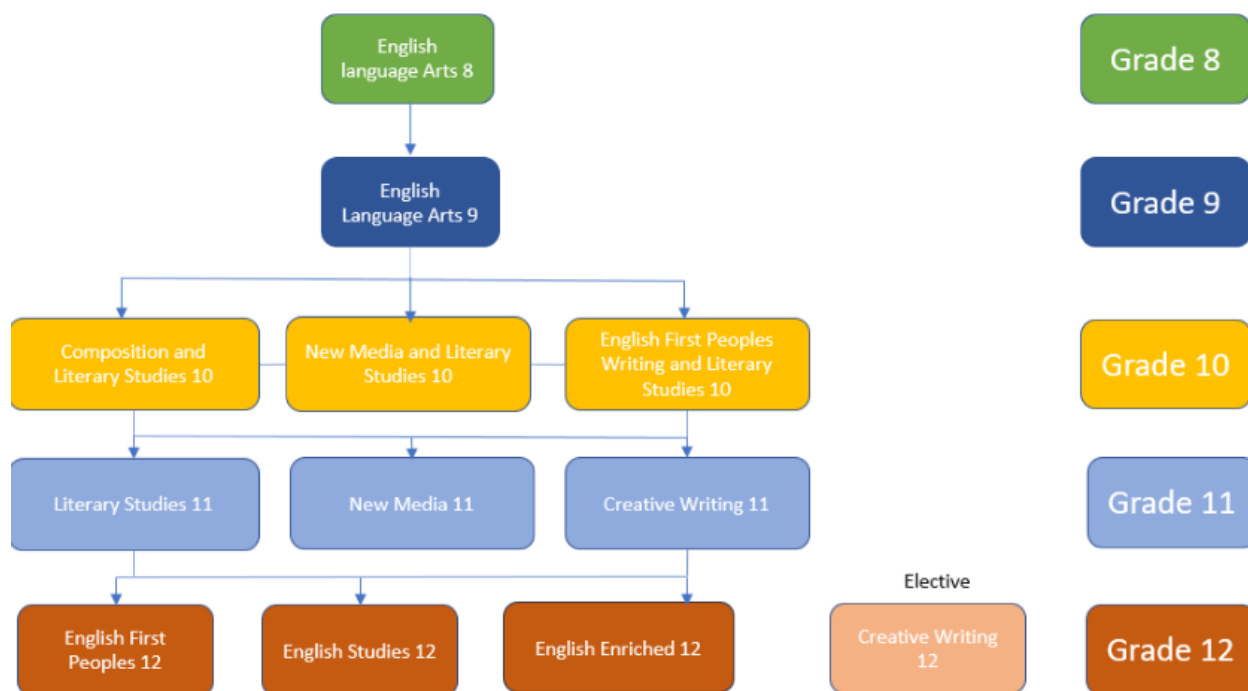 English
language Arts 8
Grade 8
English
Language Arts 9
Grade 9
Composition and
Literary Studies 10
New Media and Literary
Studies 10
English First Peoples
Writing and Literary
Studies 10
Grade 10
Literary Studies 11
New Media 11
Creative Writing 11
Grade 11
Elective
English First
Peoples 12
English Studies 12
English Enriched 12
Creative Writing
12
Grade 12